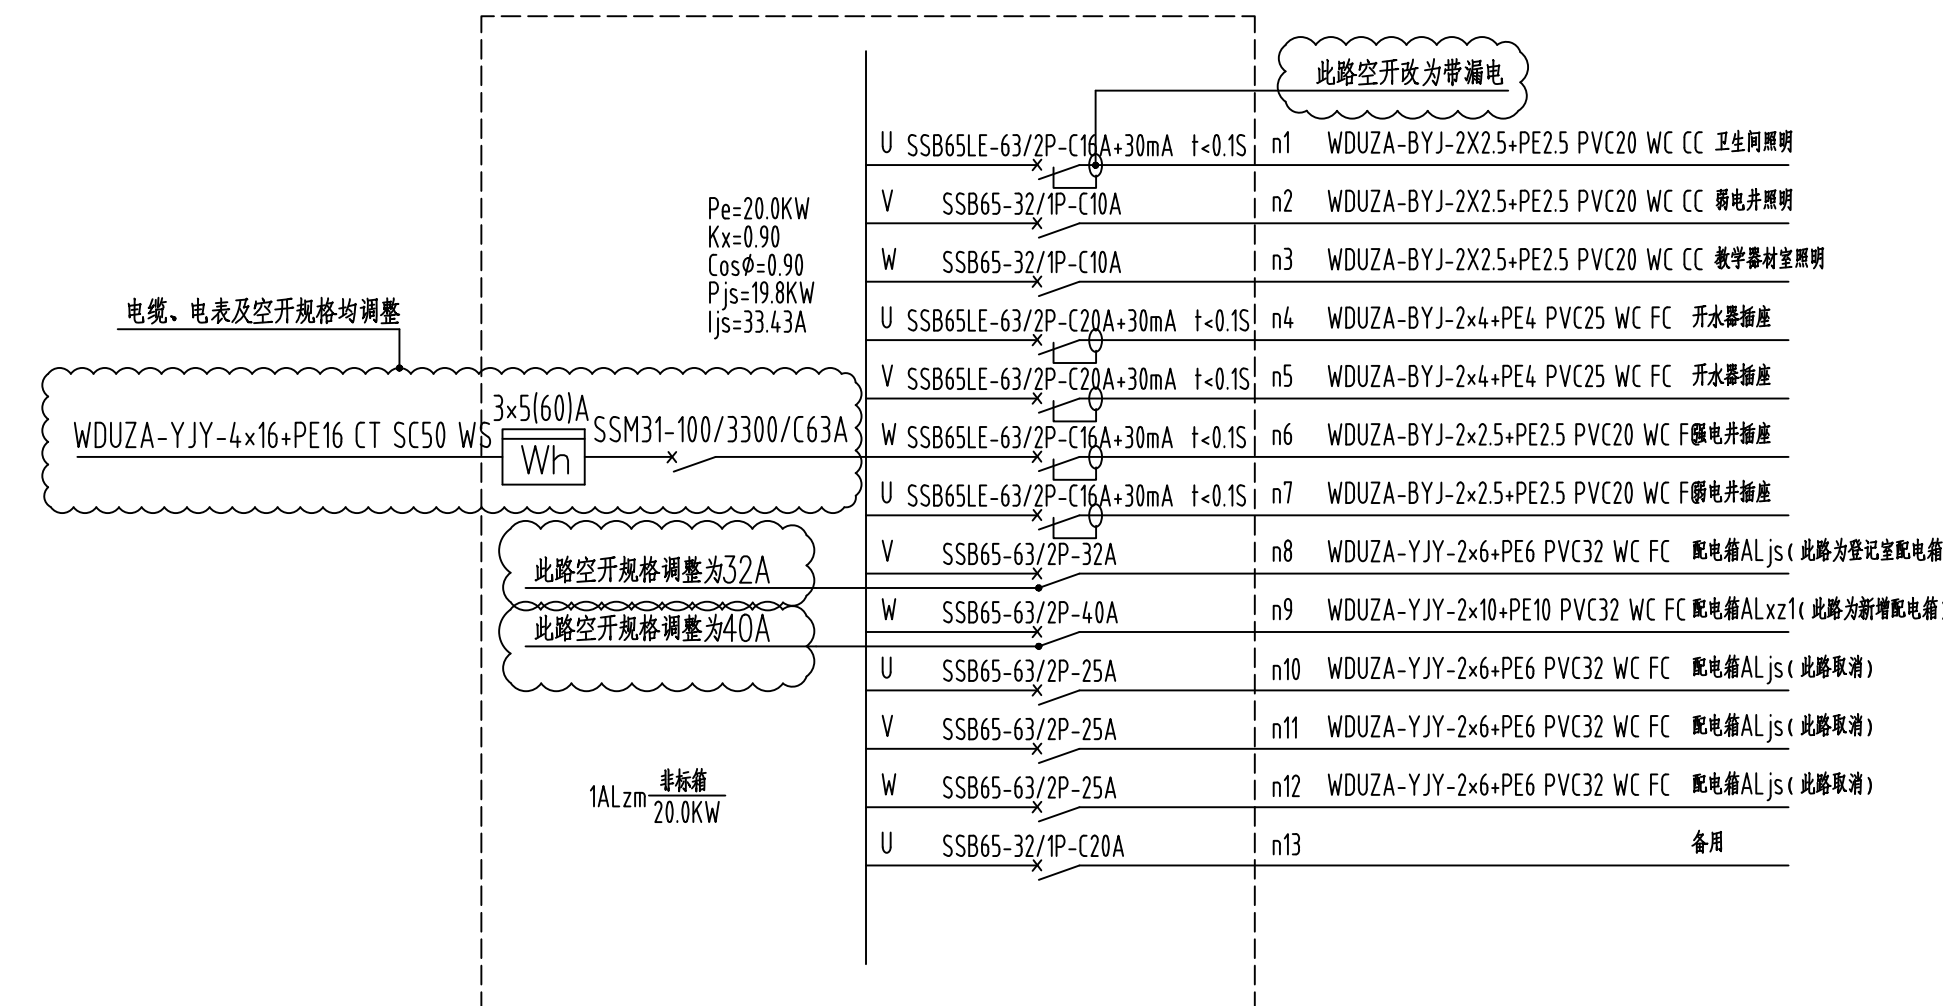 此路空开改为带漏电
U SSB65LE-63/2P-C16A+30mA t<0.1S n1 WDUZA-BYJ-2X2.5+PE2.5 PVC20 WC CC 卫生间照明
V SSB65-32/1P-C10A n2 WDUZA-BYJ-2X2.5+PE2.5 PVC20 WC CC 弱电井照明
W SSB65-32/1P-C10A n3 WDUZA-BYJ-2X2.5+PE2.5 PVC20 WC CC 教学器材室照明
Pe=20.0KW
Kx=0.90
CosØ=0.90
Pjs=19.8KW
Ijs=33.43A
电缆、电表及空开规格均调整
U SSB65LE-63/2P-C20A+30mA t<0.1S n4 WDUZA-BYJ-2×4+PE4 PVC25 WC FC 开水器插座
V SSB65LE-63/2P-C20A+30mA t<0.1S n5 WDUZA-BYJ-2×4+PE4 PVC25 WC FC 开水器插座
3×5(60)A
WDUZA-YJY-4×16+PE16 CT SC50 WS Wh SSM31-100/3300/C63A
W SSB65LE-63/2P-C16A+30mA t<0.1S n6 WDUZA-BYJ-2×2.5+PE2.5 PVC20 WC FC 强电井插座
U SSB65LE-63/2P-C16A+30mA t<0.1S n7 WDUZA-BYJ-2×2.5+PE2.5 PVC20 WC FC 弱电井插座
V SSB65-63/2P-32A n8 WDUZA-YJY-2×6+PE6 PVC32 WC FC 配电箱ALjs(此路为登记室配电箱
此路空开规格调整为32A
W SSB65-63/2P-40A n9 WDUZA-YJY-2×10+PE10 PVC32 WC FC 配电箱ALxz1(此路为新增配电箱)
此路空开规格调整为40A
U SSB65-63/2P-25A n10 WDUZA-YJY-2×6+PE6 PVC32 WC FC 配电箱ALjs(此路取消)
V SSB65-63/2P-25A n11 WDUZA-YJY-2×6+PE6 PVC32 WC FC 配电箱ALjs(此路取消)
W SSB65-63/2P-25A n12 WDUZA-YJY-2×6+PE6 PVC32 WC FC 配电箱ALjs(此路取消)
1ALzm 非标箱
20.0KW
U SSB65-32/1P-C20A n13 备用